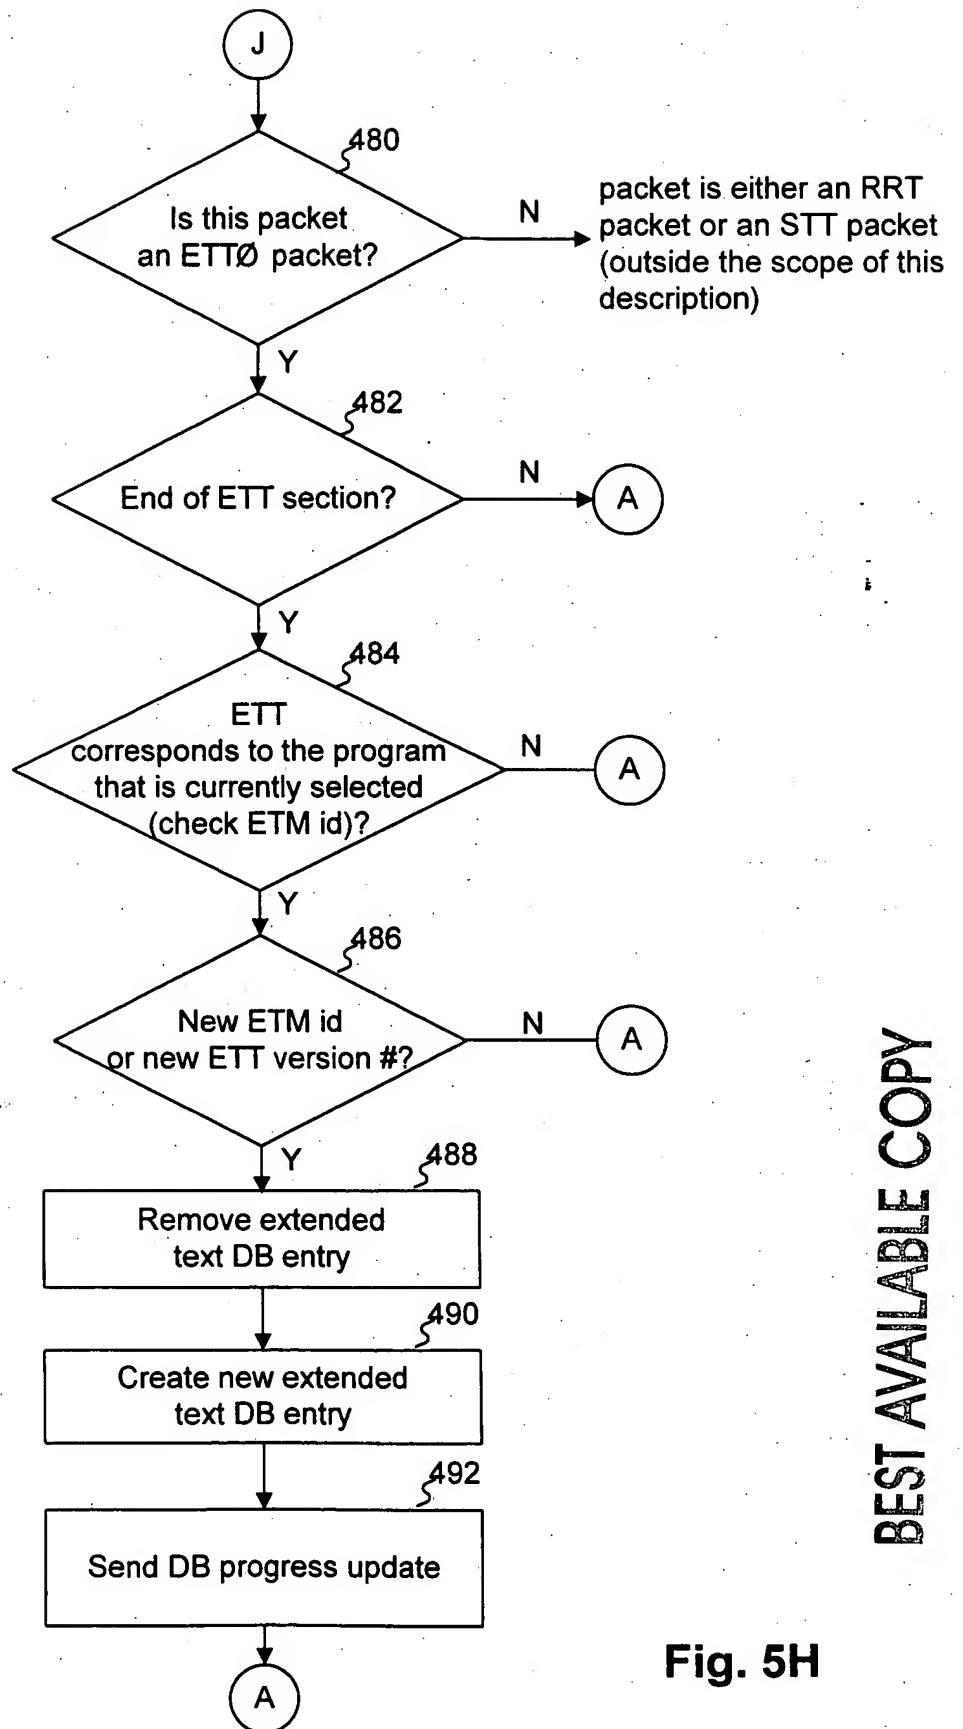 J
480
Is this packet
an ETTØ packet?
N
packet is either an RRT
packet or an STT packet
(outside the scope of this
description)
Y
482
End of ETT section?
N
A
Y
484
ETT
corresponds to the program
that is currently selected
(check ETM id)?
N
A
Y
486
New ETM id
or new ETT version #?
N
A
Y
488
Remove extended
text DB entry
490
Create new extended
text DB entry
492
Send DB progress update
A
Fig. 5H
BEST AVAILABLE COPY